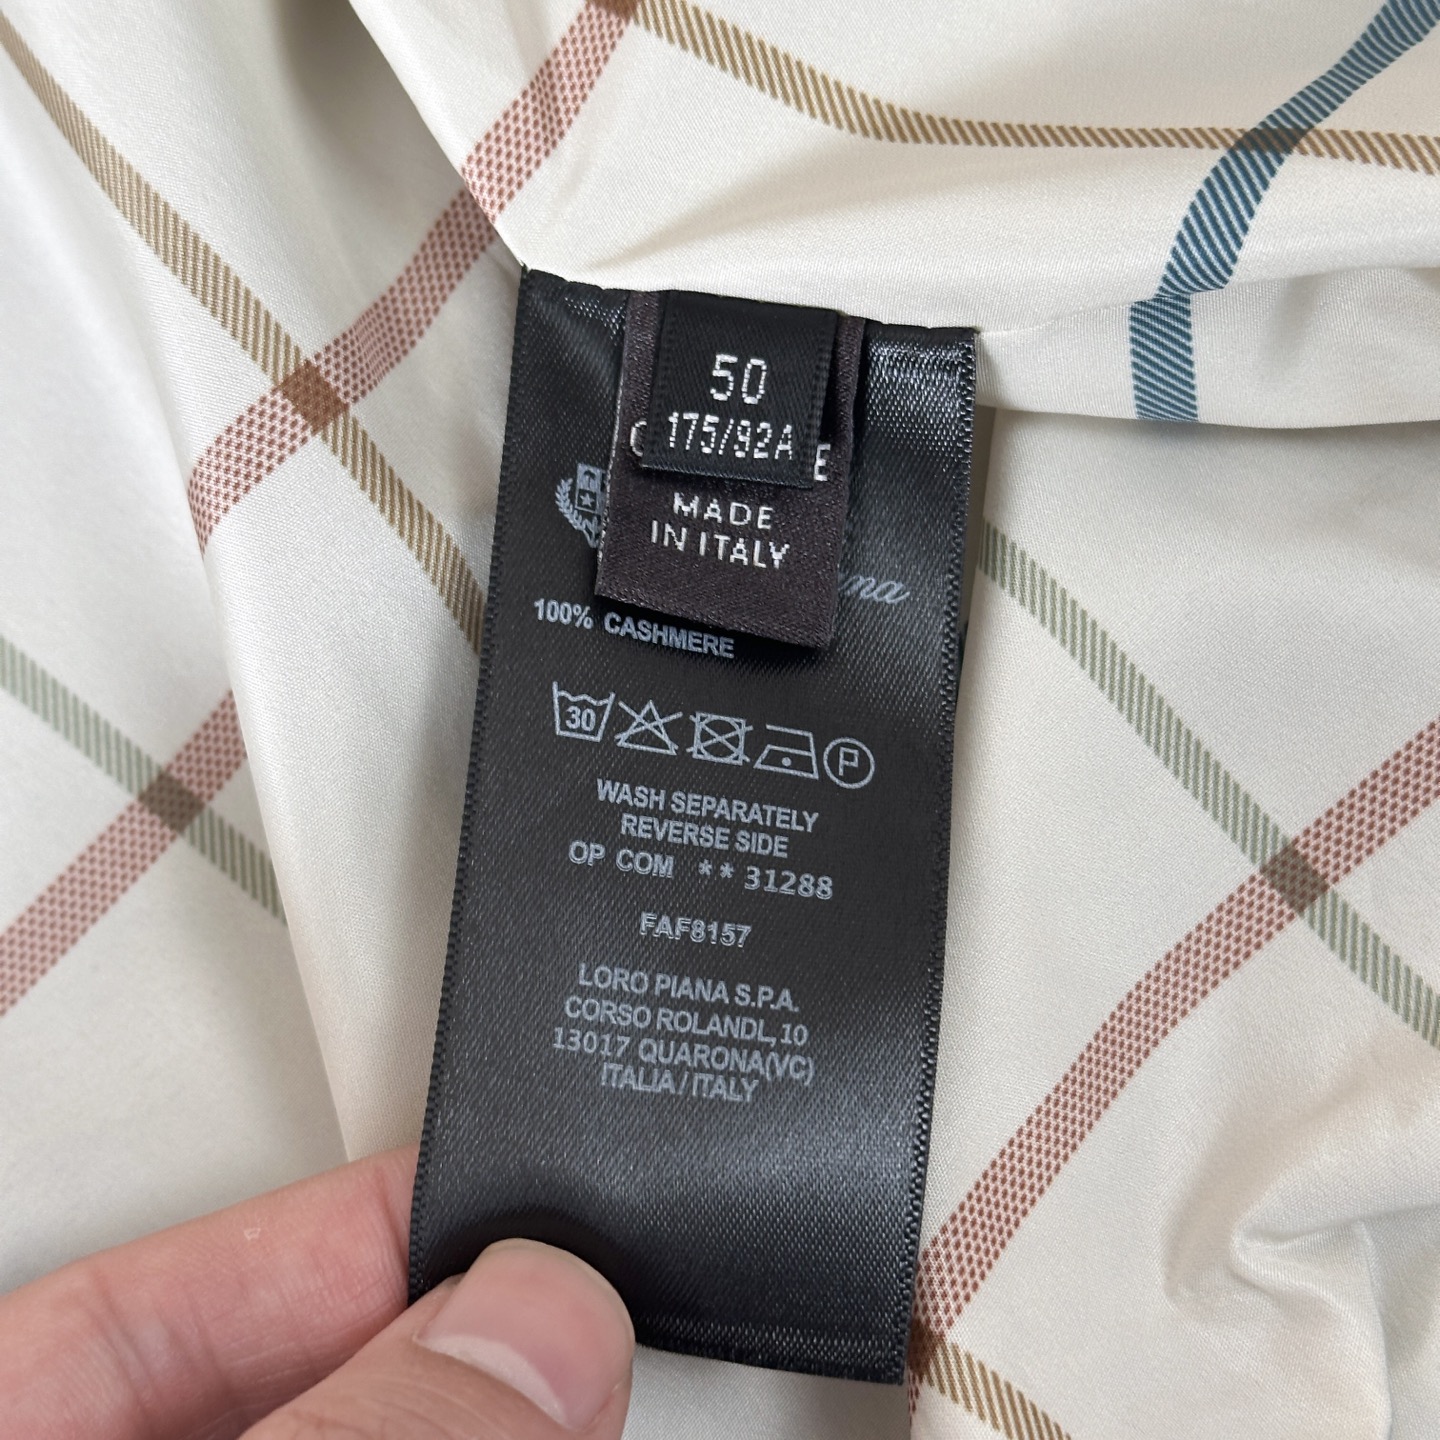 50
175/92A
MADE
IN ITALY
100% CASHMERE
30
P
WASH SEPARATELY
REVERSE SIDE
OP COM **31288
FAF8157
LORO PIANA S.P.A.
CORSO ROLANDL,10
13017 QUARONA(VC)
ITALIA/ITALY